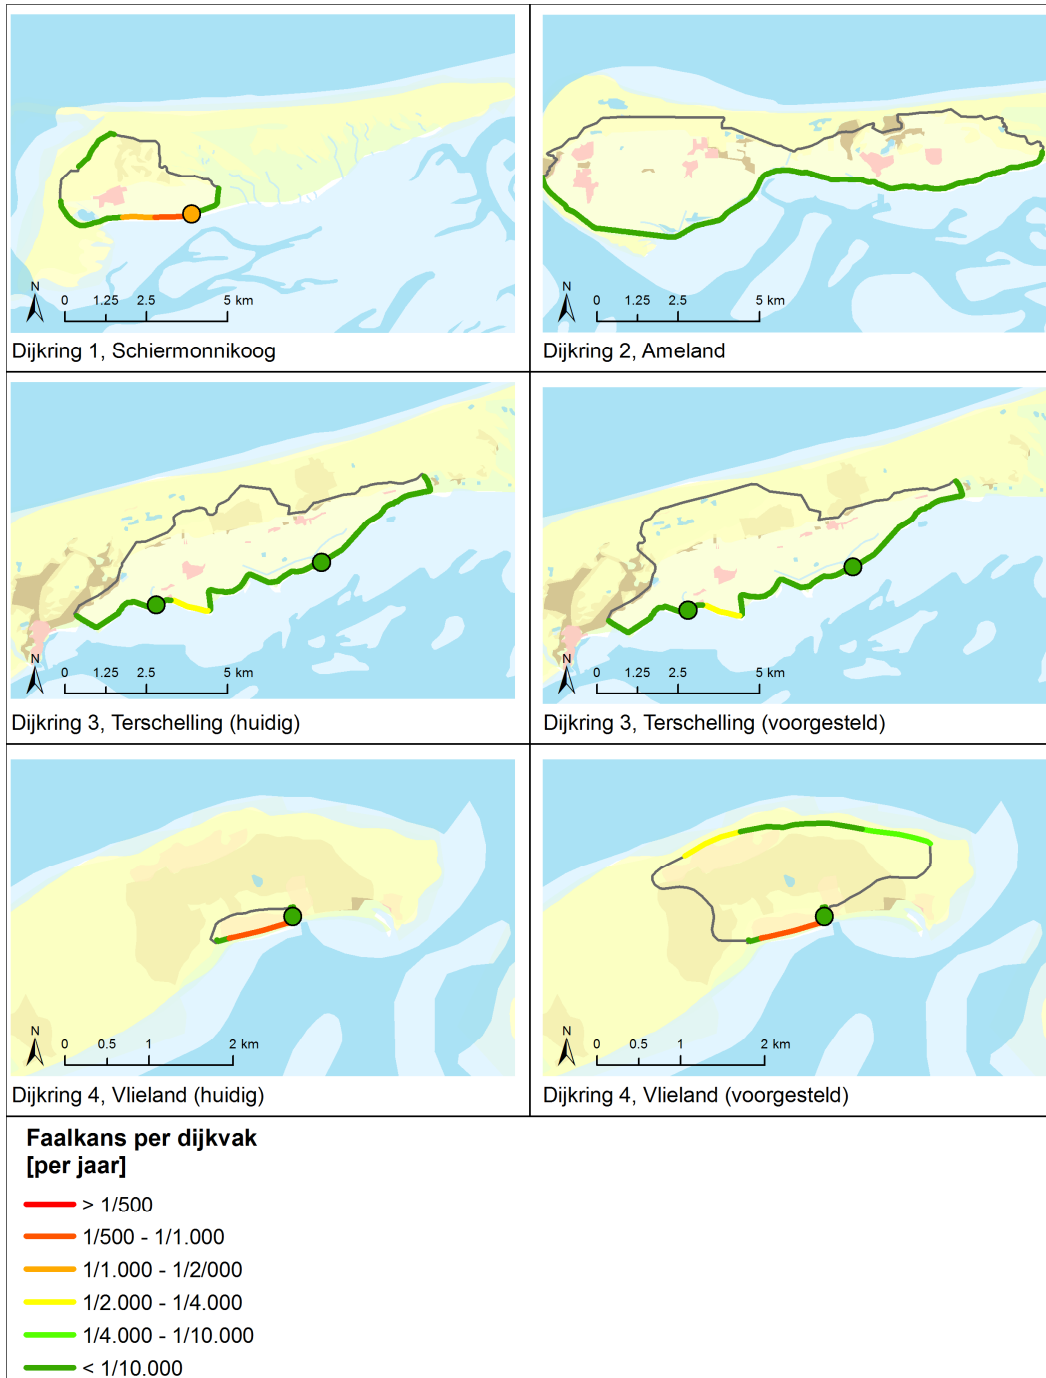 N
0 1.25 2.5 5 km
Dijkring 1, Schiermonnikoog
N
0 1.25 2.5 5 km
Dijkring 2, Ameland
N
0 1.25 2.5 5 km
Dijkring 3, Terschelling (huidig)
N
0 1.25 2.5 5 km
Dijkring 3, Terschelling (voorgesteld)
N
0 0.5 1 2 km
Dijkring 4, Vlieland (huidig)
N
0 0.5 1 2 km
Dijkring 4, Vlieland (voorgesteld)
Faalkans per dijkvak
[per jaar]
> 1/500
1/500 - 1/1.000
1/1.000 - 1/2/000
1/2.000 - 1/4.000
1/4.000 - 1/10.000
< 1/10.000